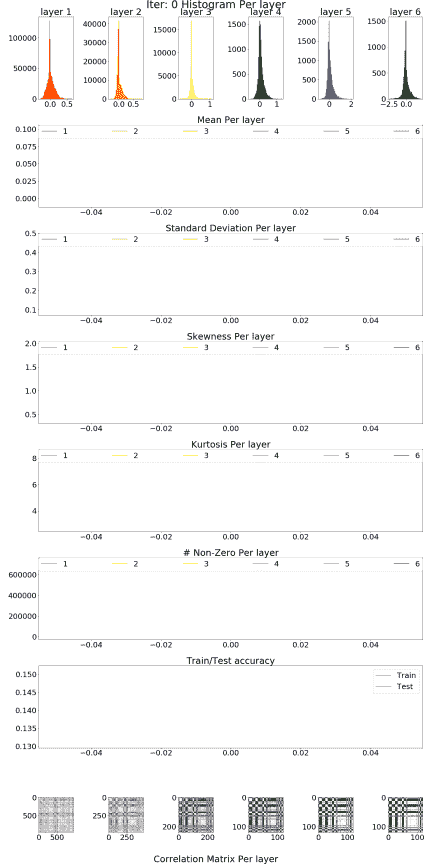 Iter: 0 Histogram Per layer
layer 1 layer 2 layer 3 layer 4 layer 5 layer 6
100000 50000 0 0.0 0.5
40000 30000 20000 10000 0 0.0 0.5
15000 10000 5000 0 0 1
1500 1000 500 0 0 1
2000 1500 1000 500 0 0 2
1500 1000 500 −2.5 0.0
Mean Per layer
1 2 3 4 5 6
0.100
0.075
0.050
0.025
0.000
−0.04 −0.02 0.00 0.02 0.04
Standard Deviation Per layer
1 2 3 4 5 6
0.5
0.4
0.3
0.2
0.1
−0.04 −0.02 0.00 0.02 0.04
Skewness Per layer
1 2 3 4 5 6
2.0
1.5
1.0
0.5
−0.04 −0.02 0.00 0.02 0.04
Kurtosis Per layer
1 2 3 4 5 6
8
6
4
−0.04 −0.02 0.00 0.02 0.04
# Non-Zero Per layer
1 2 3 4 5 6
600000
400000
200000
0
−0.04 −0.02 0.00 0.02 0.04
Train/Test accuracy
Train
Test
0.150
0.145
0.140
0.135
0.130
−0.04 −0.02 0.00 0.02 0.04
0 0 0 0 0 0
500 250 200 100 100 100
0 500 0 250 0 200 0 100 0 100 0 100
Correlation Matrix Per layer